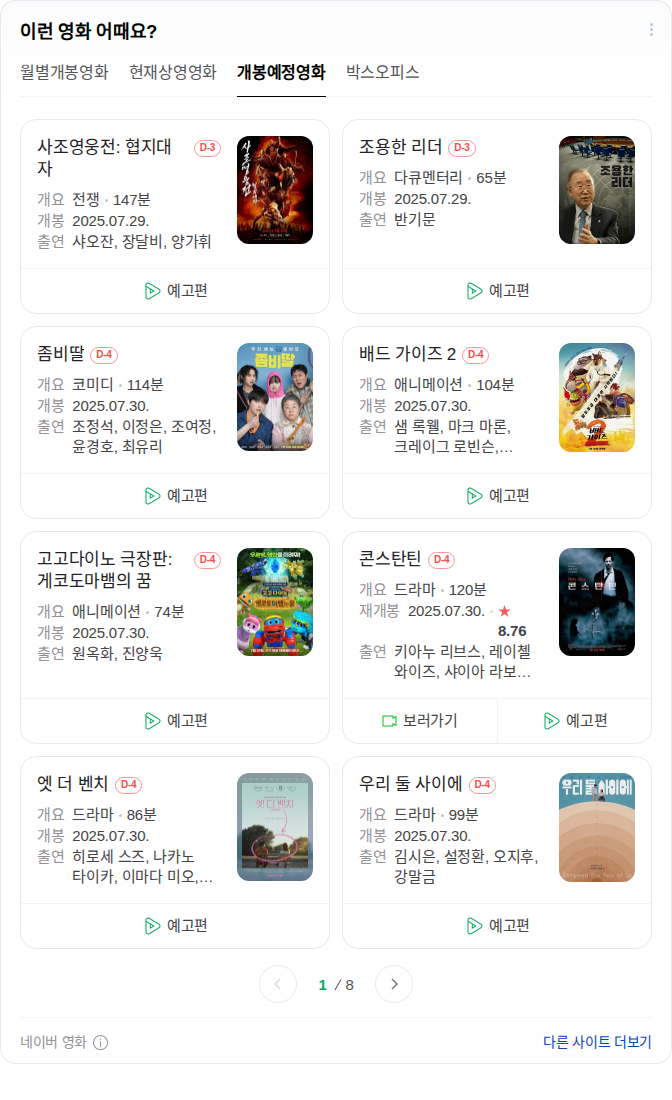 이런 영화 어때요?
월별개봉영화 현재상영영화 개봉예정영화 박스오피스
사조영웅전: 협지대자 D-3
개요 전쟁 · 147분
개봉 2025.07.29.
출연 샤오잔, 장달비, 양가휘
예고편
조용한 리더 D-3
개요 다큐멘터리 · 65분
개봉 2025.07.29.
출연 반기문
조용한
리더
예고편
좀비딸 D-4
개요 코미디 · 114분
개봉 2025.07.30.
출연 조정석, 이정은, 조여정,
윤경호, 최유리
좀비딸
예고편
배드 가이즈 2 D-4
개요 애니메이션 · 104분
개봉 2025.07.30.
출연 샘 록웰, 마크 마론,
크레이그 로빈슨,...
배드
가이즈
2
예고편
고고다이노 극장판: D-4
게코도마뱀의 꿈
개요 애니메이션 · 74분
개봉 2025.07.30.
출연 원옥화, 진양욱
예고편
콘스탄틴 D-4
개요 드라마 · 120분
재개봉 2025.07.30. · ★
8.76
출연 키아누 리브스, 레이첼
와이즈, 샤이아 라보...
콘스탄틴
보러가기 예고편
엣 더 벤치 D-4
개요 드라마 · 86분
개봉 2025.07.30.
출연 히로세 스즈, 나카노
타이카, 이마다 미오,...
엣 더 벤치
예고편
우리 둘 사이에 D-4
개요 드라마 · 99분
개봉 2025.07.30.
출연 김시은, 설정환, 오지후,
강말금
우리 둘 사이에
예고편
1 / 8
네이버 영화
다른 사이트 더보기